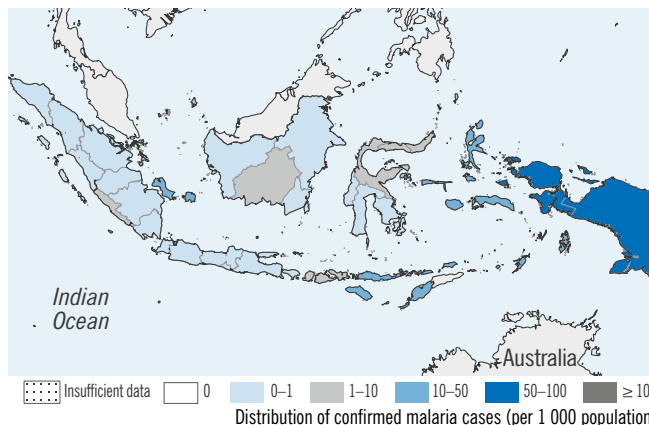 Indian
Ocean
Australia
Insufficient data 0 0–1 1–10 10–50 50–100 ≥ 10
Distribution of confirmed malaria cases (per 1 000 population